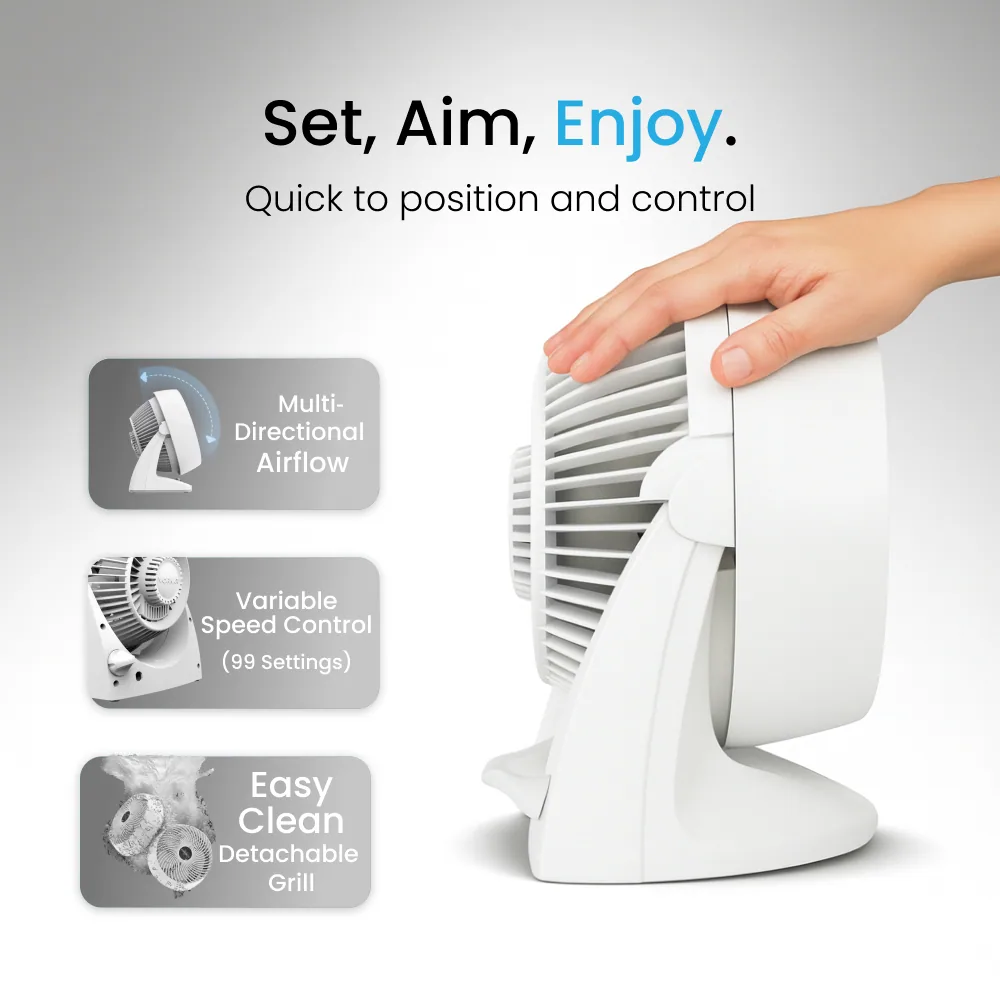 Set, Aim, Enjoy.
Quick to position and control
Multi-
Directional
Airflow
Variable
Speed Control
(99 Settings)
Easy
Clean
Detachable
Grill